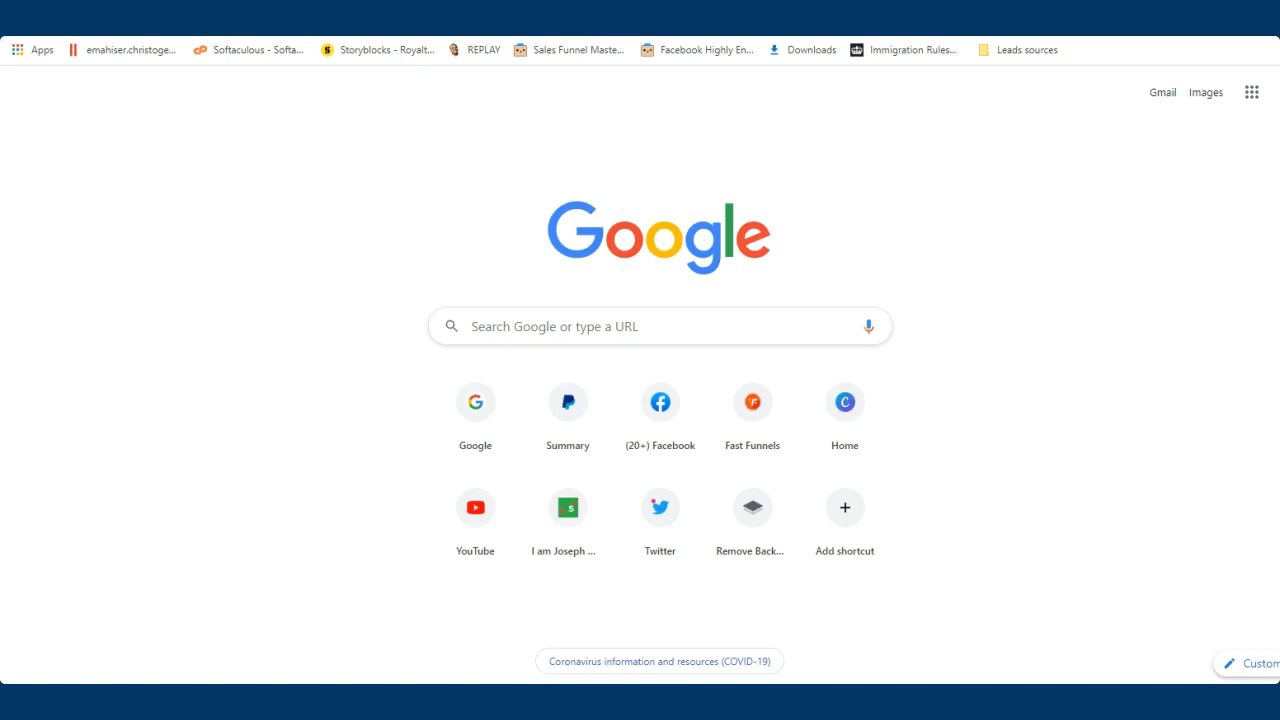 Apps emahiser.christoge... Softaculous - Softa... Storyblocks - Royalt... REPLAY Sales Funnel Maste... Facebook Highly En... Downloads Immigration Rules... Leads sources
Gmail Images
Google
Search Google or type a URL
Google Summary (20+) Facebook Fast Funnels Home
YouTube I am Joseph ... Twitter Remove Back... Add shortcut
Coronavirus information and resources (COVID-19)
Custom